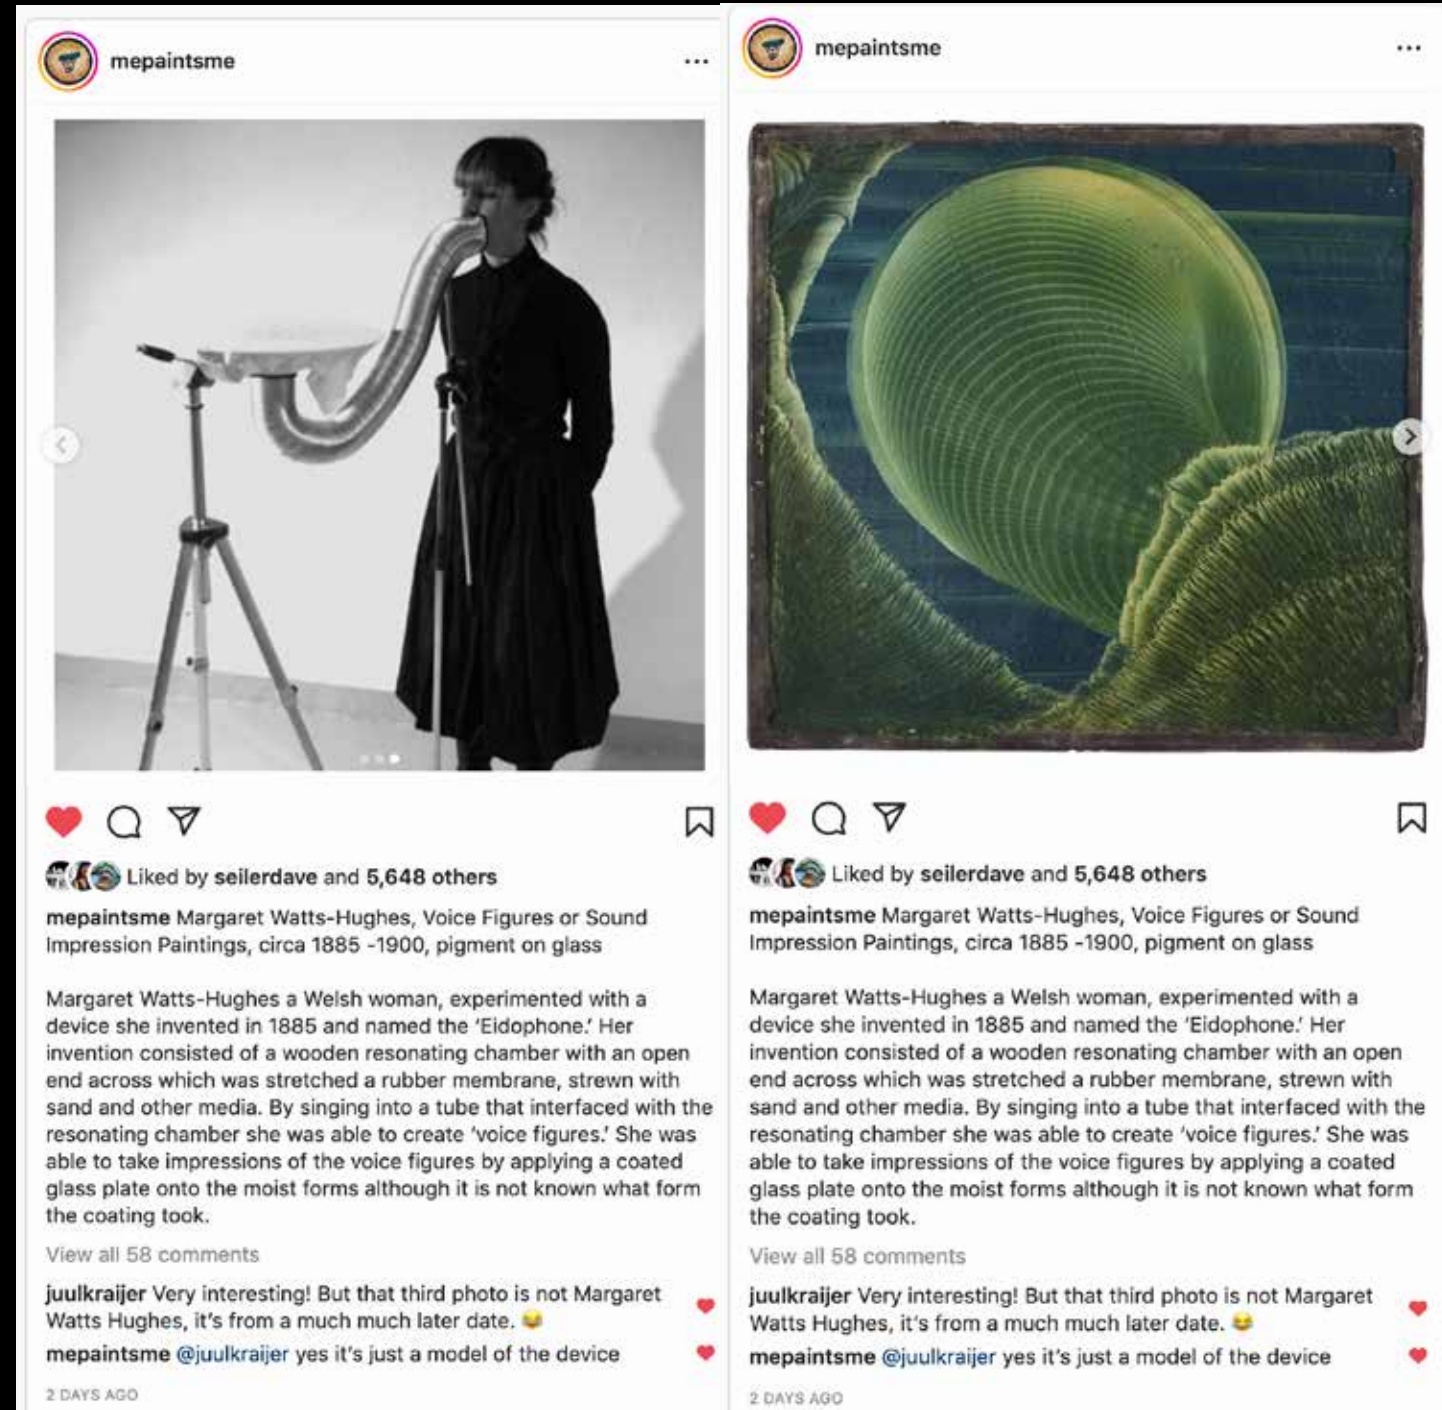 mepaintsme
Liked by seilerdave and 5,648 others
mepaintsme Margaret Watts-Hughes, Voice Figures or Sound
Impression Paintings, circa 1885 -1900, pigment on glass
Margaret Watts-Hughes a Welsh woman, experimented with a
device she invented in 1885 and named the 'Eidophone.' Her
invention consisted of a wooden resonating chamber with an open
end across which was stretched a rubber membrane, strewn with
sand and other media. By singing into a tube that interfaced with the
resonating chamber she was able to create 'voice figures.' She was
able to take impressions of the voice figures by applying a coated
glass plate onto the moist forms although it is not known what form
the coating took.
View all 58 comments
juulkraijer Very interesting! But that third photo is not Margaret
Watts Hughes, it's from a much much later date. 😂
mepaintsme @juulkraijer yes it's just a model of the device
2 DAYS AGO
mepaintsme
Liked by seilerdave and 5,648 others
mepaintsme Margaret Watts-Hughes, Voice Figures or Sound
Impression Paintings, circa 1885 -1900, pigment on glass
Margaret Watts-Hughes a Welsh woman, experimented with a
device she invented in 1885 and named the 'Eidophone.' Her
invention consisted of a wooden resonating chamber with an open
end across which was stretched a rubber membrane, strewn with
sand and other media. By singing into a tube that interfaced with the
resonating chamber she was able to create 'voice figures.' She was
able to take impressions of the voice figures by applying a coated
glass plate onto the moist forms although it is not known what form
the coating took.
View all 58 comments
juulkraijer Very interesting! But that third photo is not Margaret
Watts Hughes, it's from a much much later date. 😂
mepaintsme @juulkraijer yes it's just a model of the device
2 DAYS AGO